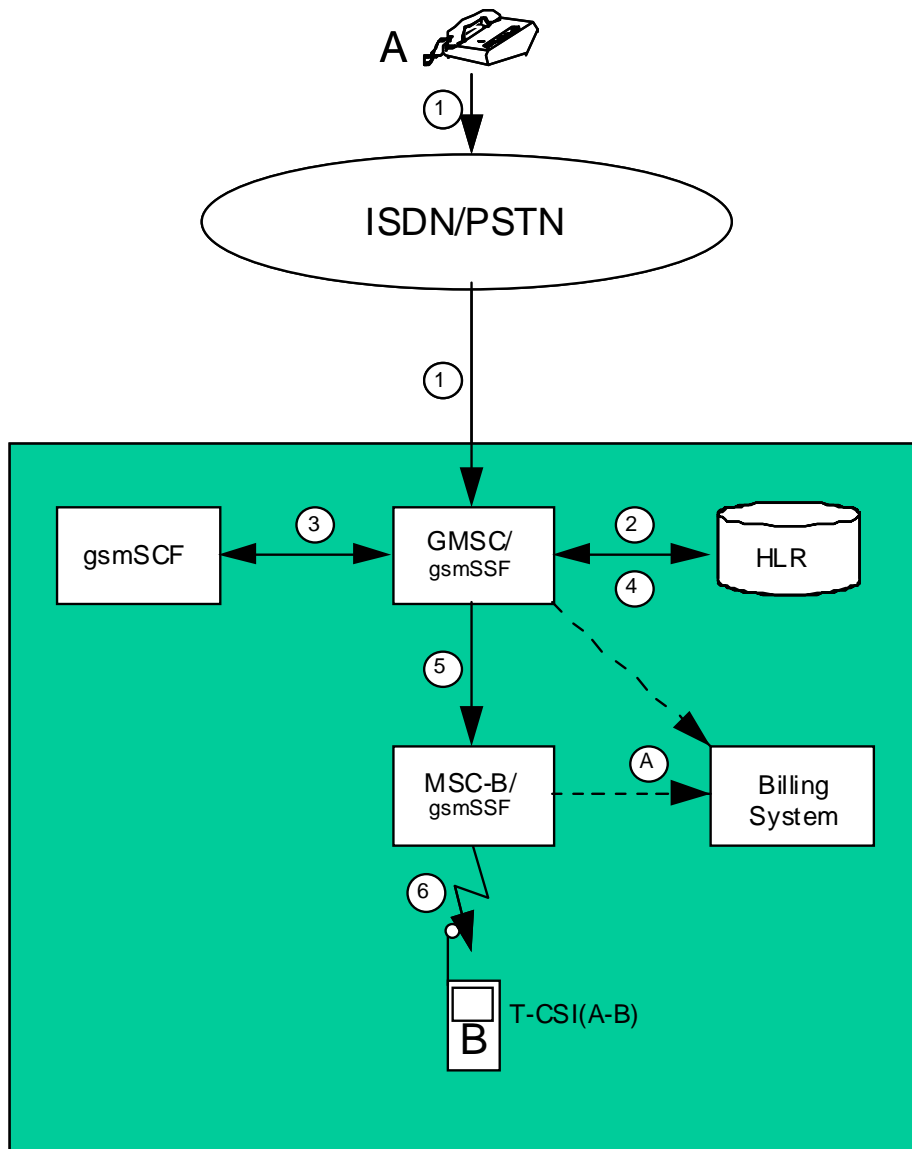 A
1
ISDN/PSTN
1
gsmSCF
3
GMSC/
gsmSSF
2
4
HLR
5
MSC-B/
gsmSSF
A
Billing
System
6
B
T-CSI(A-B)